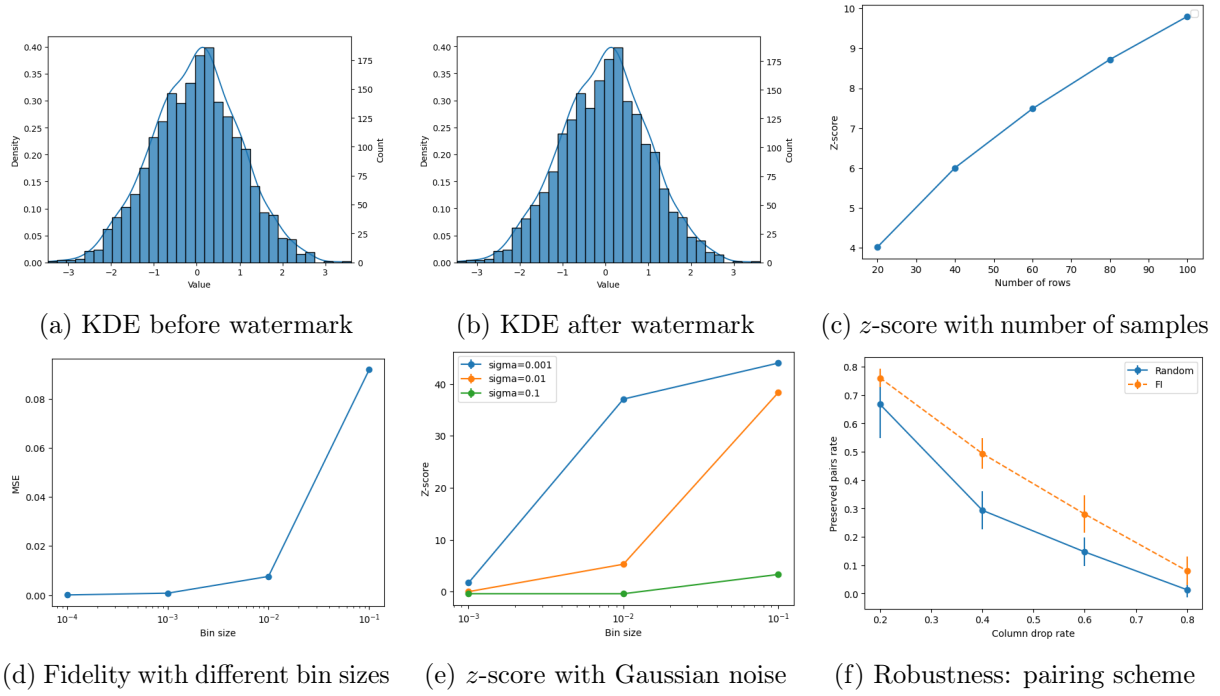 0.40
0.35
0.30
0.25
0.20
0.15
0.10
0.05
0.00
Density
175
150
125
100
75
50
25
0
Count
−3 −2 −1 0 1 2 3
Value
(a) KDE before watermark
0.40
0.35
0.30
0.25
0.20
0.15
0.10
0.05
0.00
Density
175
150
125
100
75
50
25
0
Count
−3 −2 −1 0 1 2 3
Value
(b) KDE after watermark
10
9
8
7
6
5
4
Z-score
20 30 40 50 60 70 80 90 100
Number of rows
(c) z-score with number of samples
0.08
0.06
0.04
0.02
0.00
MSE
10⁻⁴ 10⁻³ 10⁻² 10⁻¹
Bin size
(d) Fidelity with different bin sizes
sigma=0.001
sigma=0.01
sigma=0.1
40
30
20
10
0
Z-score
10⁻³ 10⁻² 10⁻¹
Bin size
(e) z-score with Gaussian noise
Random
FI
0.8
0.7
0.6
0.5
0.4
0.3
0.2
0.1
0.0
Preserved pairs rate
0.2 0.3 0.4 0.5 0.6 0.7 0.8
Column drop rate
(f) Robustness: pairing scheme